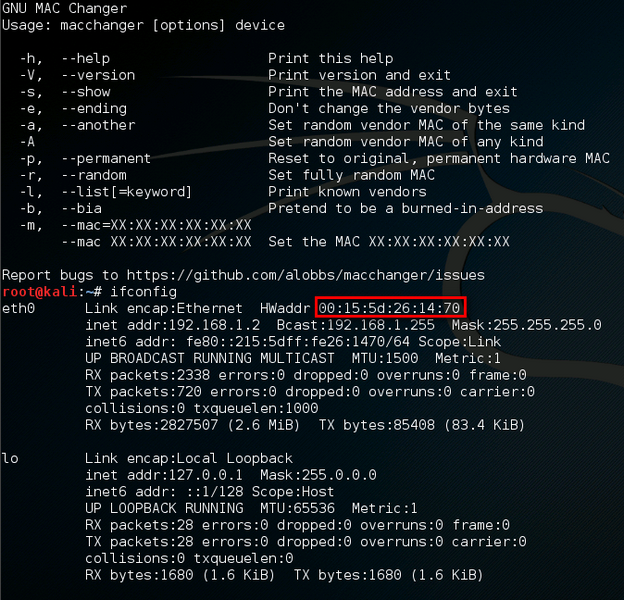 GNU MAC Changer
Usage: macchanger [options] device
-h, --help Print this help
-V, --version Print version and exit
-s, --show Print the MAC address and exit
-e, --ending Don't change the vendor bytes
-a, --another Set random vendor MAC of the same kind
-A Set random vendor MAC of any kind
-p, --permanent Reset to original, permanent hardware MAC
-r, --random Set fully random MAC
-l, --list[=keyword] Print known vendors
-b, --bia Pretend to be a burned-in-address
-m, --mac=XX:XX:XX:XX:XX:XX
--mac XX:XX:XX:XX:XX:XX Set the MAC XX:XX:XX:XX:XX:XX
Report bugs to https://github.com/alobbs/macchanger/issues
root@kali:~# ifconfig
eth0 Link encap:Ethernet HWaddr 00:15:5d:26:14:70
inet addr:192.168.1.2 Bcast:192.168.1.255 Mask:255.255.255.0
inet6 addr: fe80::215:5dff:fe26:1470/64 Scope:Link
UP BROADCAST RUNNING MULTICAST MTU:1500 Metric:1
RX packets:2338 errors:0 dropped:0 overruns:0 frame:0
TX packets:720 errors:0 dropped:0 overruns:0 carrier:0
collisions:0 txqueuelen:1000
RX bytes:2827507 (2.6 MiB) TX bytes:85408 (83.4 KiB)
lo Link encap:Local Loopback
inet addr:127.0.0.1 Mask:255.0.0.0
inet6 addr: ::1/128 Scope:Host
UP LOOPBACK RUNNING MTU:65536 Metric:1
RX packets:28 errors:0 dropped:0 overruns:0 frame:0
TX packets:28 errors:0 dropped:0 overruns:0 carrier:0
collisions:0 txqueuelen:0
RX bytes:1680 (1.6 KiB) TX bytes:1680 (1.6 KiB)